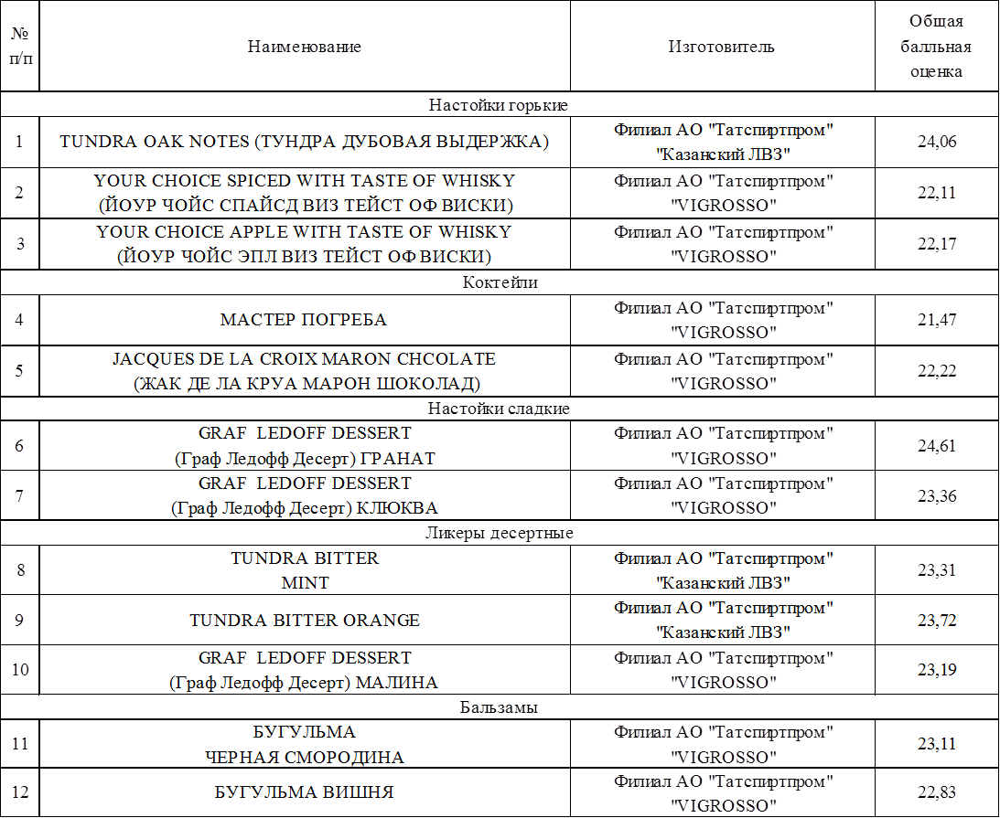 №
п/п
Наименование
Изготовитель
Общая
балльная
оценка
Настойки горькие
1
TUNDRA OAK NOTES (ТУНДРА ДУБОВАЯ ВЫДЕРЖКА)
Филиал АО "Татспиртпром"
"Казанский ЛВЗ"
24,06
2
YOUR CHOICE SPICED WITH TASTE OF WHISKY
(ЙОУР ЧОЙС СПАЙСД ВИЗ ТЕЙСТ ОФ ВИСКИ)
Филиал АО "Татспиртпром"
"VIGROSSO"
22,11
3
YOUR CHOICE APPLE WITH TASTE OF WHISKY
(ЙОУР ЧОЙС ЭПЛ ВИЗ ТЕЙСТ ОФ ВИСКИ)
Филиал АО "Татспиртпром"
"VIGROSSO"
22,17
Коктейли
4
МАСТЕР ПОГРЕБА
Филиал АО "Татспиртпром"
"VIGROSSO"
21,47
5
JACQUES DE LA CROIX MARON CHCOLATE
(ЖАК ДЕ ЛА КРУА МАРОН ШОКОЛАД)
Филиал АО "Татспиртпром"
"VIGROSSO"
22,22
Настойки сладкие
6
GRAF LEDOFF DESSERT
(Граф Ледофф Десерт) ГРАНАТ
Филиал АО "Татспиртпром"
"VIGROSSO"
24,61
7
GRAF LEDOFF DESSERT
(Граф Ледофф Десерт) КЛЮКВА
Филиал АО "Татспиртпром"
"VIGROSSO"
23,36
Ликеры десертные
8
TUNDRA BITTER
MINT
Филиал АО "Татспиртпром"
"Казанский ЛВЗ"
23,31
9
TUNDRA BITTER ORANGE
Филиал АО "Татспиртпром"
"Казанский ЛВЗ"
23,72
10
GRAF LEDOFF DESSERT
(Граф Ледофф Десерт) МАЛИНА
Филиал АО "Татспиртпром"
"VIGROSSO"
23,19
Бальзамы
11
БУГУЛЬМА
ЧЕРНАЯ СМОРОДИНА
Филиал АО "Татспиртпром"
"VIGROSSO"
23,11
12
БУГУЛЬМА ВИШНЯ
Филиал АО "Татспиртпром"
"VIGROSSO"
22,83